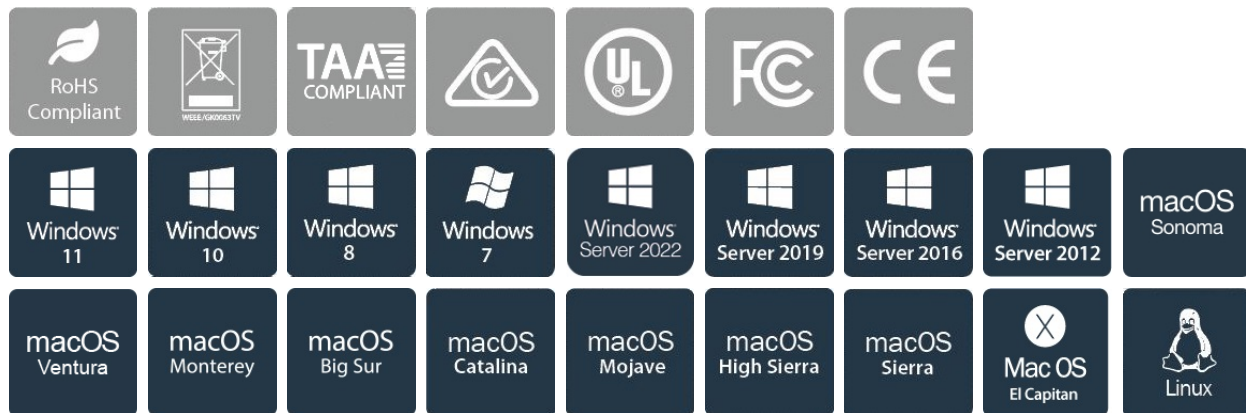 RoHS
Compliant
WEEE/GK0083TV
TAA
COMPLIANT
UL
®
FC
CE
Windows
11
Windows
10
Windows
8
Windows
7
Windows
Server 2022
Windows
Server 2019
Windows
Server 2016
Windows
Server 2012
macOS
Sonoma
macOS
Ventura
macOS
Monterey
macOS
Big Sur
macOS
Catalina
macOS
Mojave
macOS
High Sierra
macOS
Sierra
X
Mac OS
El Capitan
Linux